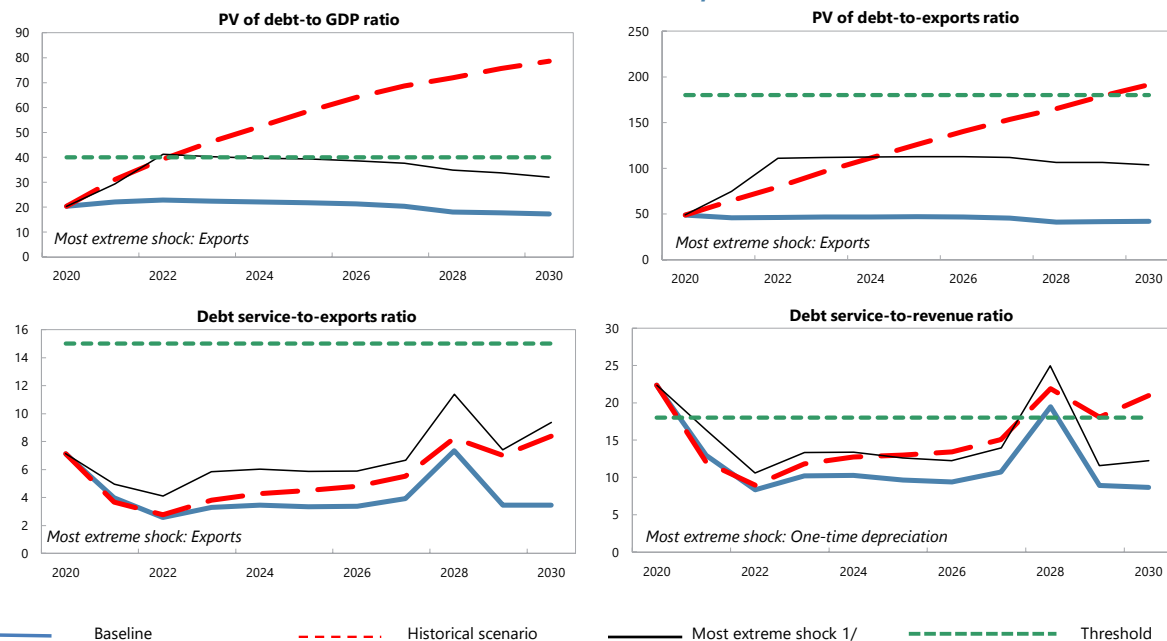 PV of debt-to GDP ratio
90
80
70
60
50
40
30
20
10
0
Most extreme shock: Exports
2020 2022 2024 2026 2028 2030
PV of debt-to-exports ratio
250
200
150
100
50
0
Most extreme shock: Exports
2020 2022 2024 2026 2028 2030
Debt service-to-exports ratio
16
14
12
10
8
6
4
2
0
Most extreme shock: Exports
2020 2022 2024 2026 2028 2030
Debt service-to-revenue ratio
30
25
20
15
10
5
0
Most extreme shock: One-time depreciation
2020 2022 2024 2026 2028 2030
Baseline Historical scenario Most extreme shock 1/ Threshold